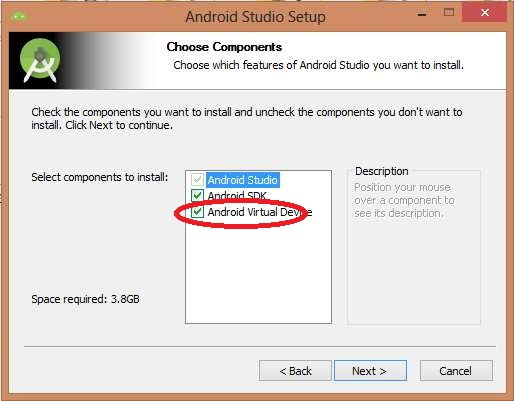 Android Studio Setup
Choose Components
Choose which features of Android Studio you want to install.
Check the components you want to install and uncheck the components you don't want to
install. Click Next to continue.
Select components to install:
Android Studio
Android SDK
Android Virtual Device
Description
Position your mouse
over a component to
see its description.
Space required: 3.8GB
< Back
Next >
Cancel